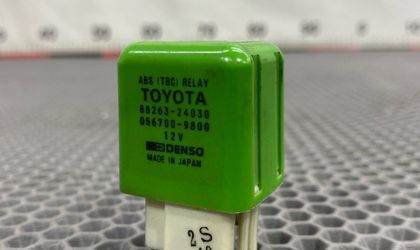 ABS (TRC) RELAY
TOYOTA
88263-24030
056700-9800
12V
DENSO
MADE IN JAPAN
2S